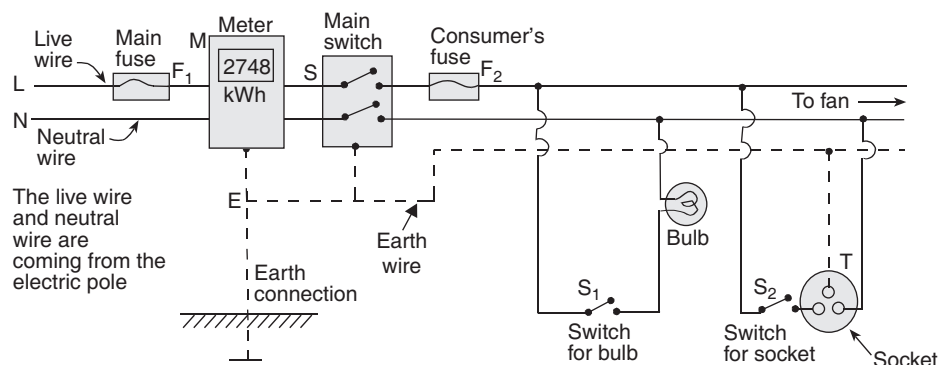 Live
wire
Main
fuse
F₁
M
Meter
2748
kWh
Main
switch
S
Consumer's
fuse
F₂
L
N
Neutral
wire
To fan
The live wire
and neutral
wire are
coming from the
electric pole
E
Earth
wire
Earth
connection
Bulb
S₁
Switch
for bulb
S₂
Switch
for socket
T
Socket